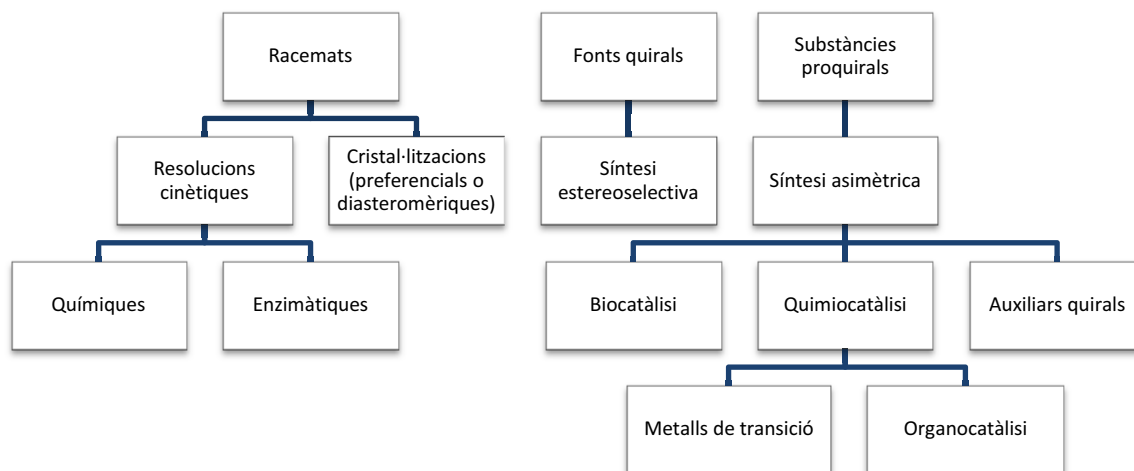 Racemats
Fonts quirals
Substàncies
proquirals
Resolucions
cinètiques
Cristal·litzacions
(preferencials o
diasteromèriques)
Síntesi
estereoselectiva
Síntesi asimètrica
Químiques
Enzimàtiques
Biocatàlisi
Quimiocatàlisi
Auxiliars quirals
Metalls de transició
Organocatàlisi